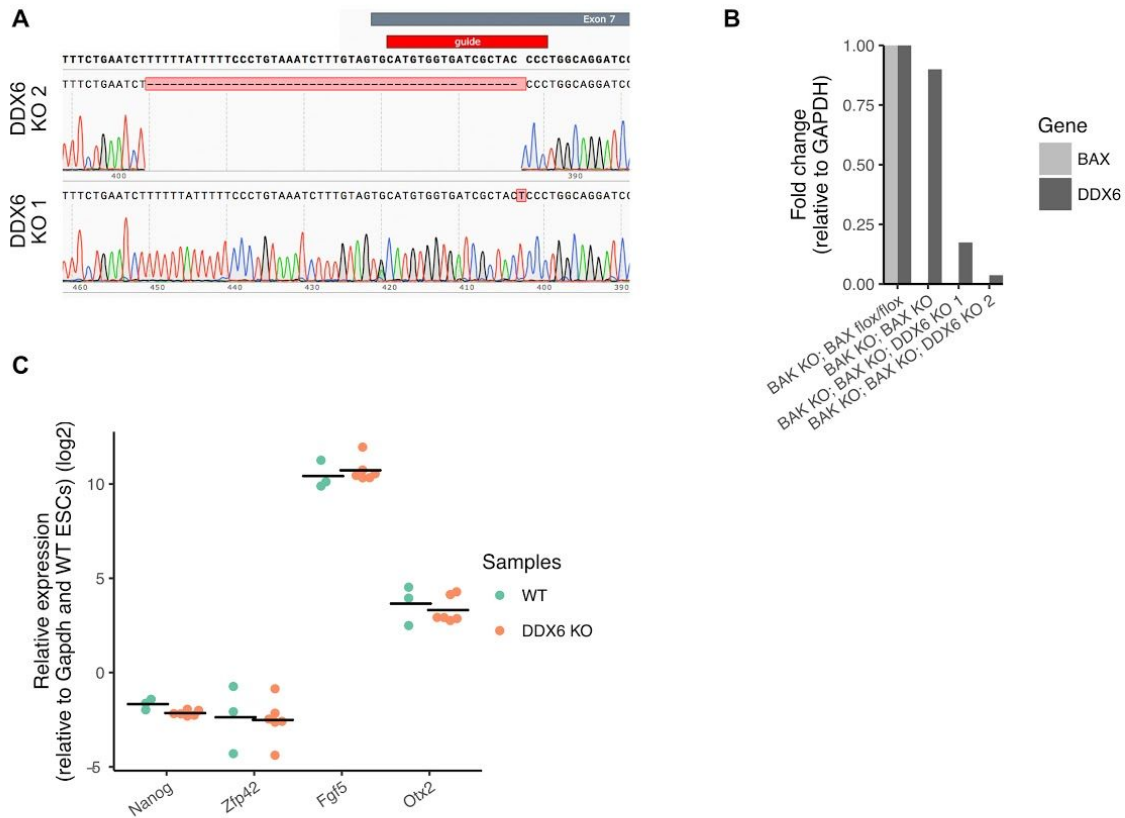 A
Exon 7
guide
TTTCTGAATCTTTTTTATTTTTCCCTGTAAATCTTTGTAGTGCATGTGGTGATCGCTAC CCCTGGCAGGATCC
DDX6 KO 2
TTTCTGAATCT------------------------------------------------CCCTGGCAGGATCC
400
390
DDX6 KO 1
TTTCTGAATCTTTTTTATTTTTCCCTGTAAATCTTTGTAGTGCATGTGGTGATCGCTACTCCCTGGCAGGATCC
460 450 440 430 420 410 400 390
B
Fold change
(relative to GAPDH)
1.00
0.75
0.50
0.25
0.00
BAK KO; BAX flox/flox
BAK KO; BAX KO
BAK KO; BAX KO; DDX6 KO 1
BAK KO; BAX KO; DDX6 KO 2
Gene
BAX
DDX6
C
Relative expression
(relative to Gapdh and WT ESCs) (log2)
10
5
0
-5
Nanog
Zfp42
Fgf5
Otx2
Samples
WT
DDX6 KO